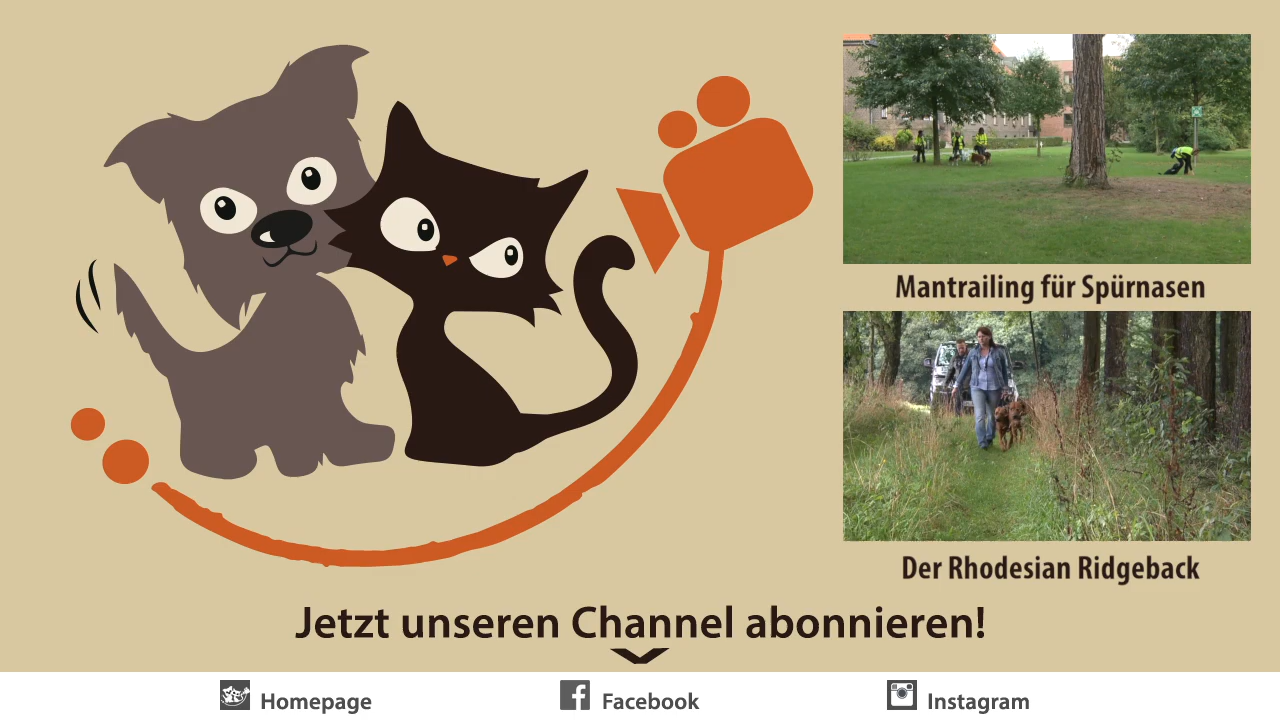 Mantrailing für Spürnasen
Der Rhodesian Ridgeback
Jetzt unseren Channel abonnieren!
Homepage
Facebook
Instagram